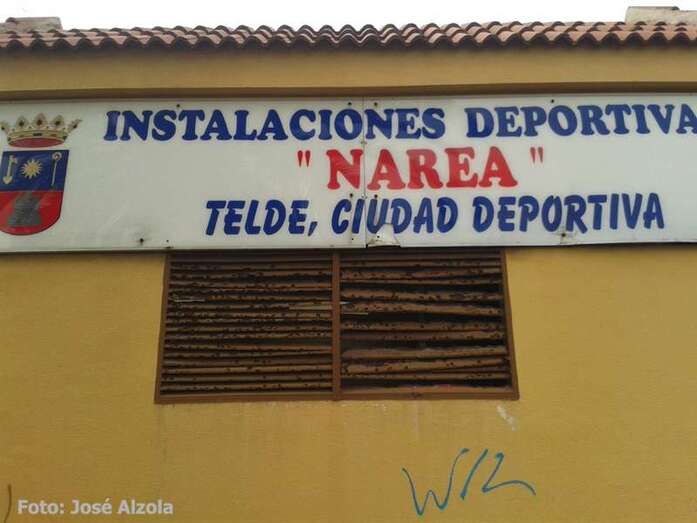 INSTALACIONES DEPORTIVA
" NAREA "
TELDE, CIUDAD DEPORTIVA
Foto: José Alzola